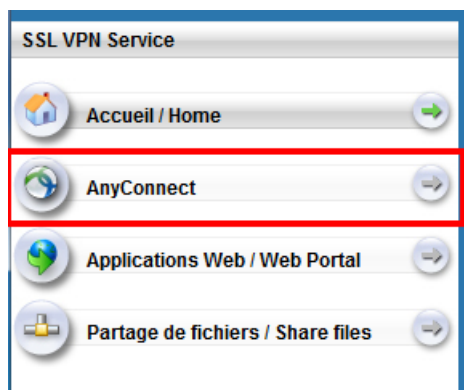 SSL VPN Service
Accueil / Home
AnyConnect
Applications Web / Web Portal
Partage de fichiers / Share files